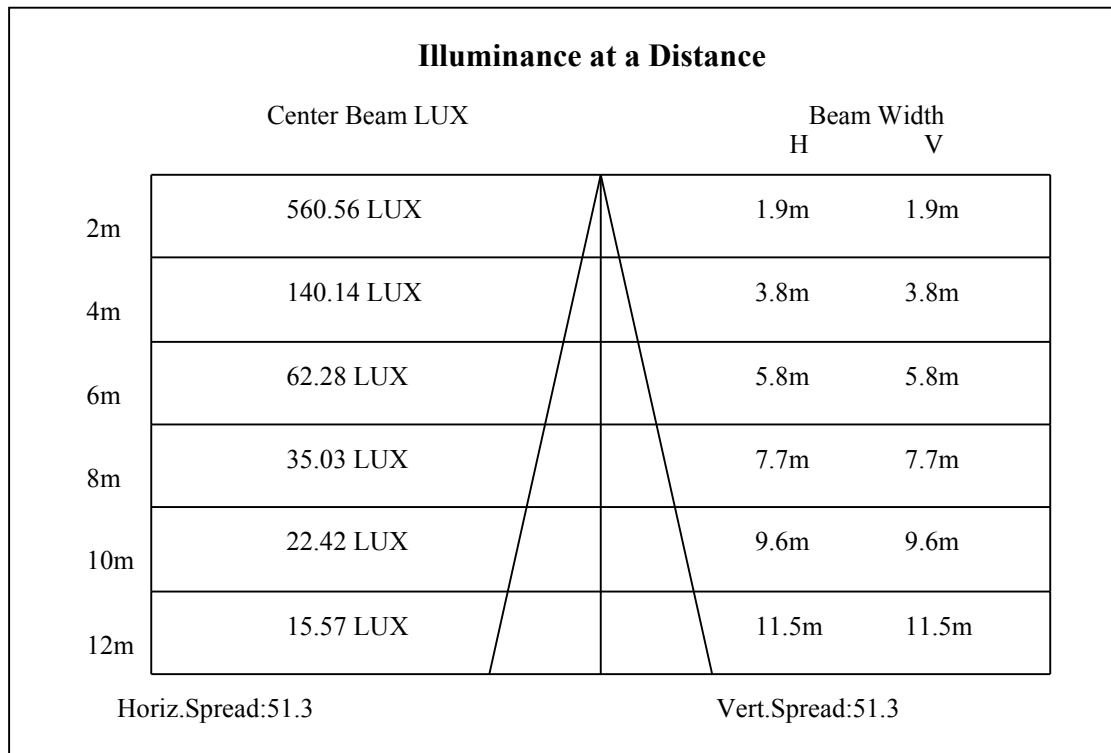 Illuminance at a Distance
Center Beam LUX Beam Width
H V
2m 560.56 LUX 1.9m 1.9m
4m 140.14 LUX 3.8m 3.8m
6m 62.28 LUX 5.8m 5.8m
8m 35.03 LUX 7.7m 7.7m
10m 22.42 LUX 9.6m 9.6m
12m 15.57 LUX 11.5m 11.5m
Horiz.Spread:51.3 Vert.Spread:51.3